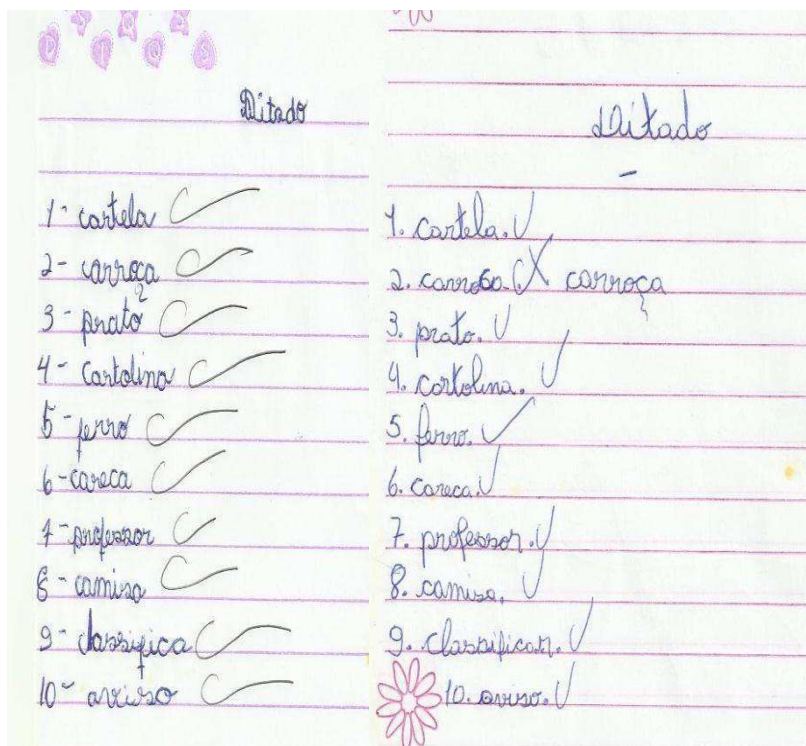 Ditado
1- cartela
2- carroça
3- prato
4- Cartolina
5- ferro
6- careca
7- professor
8- camisa
9- classifica
10- aviso
Ditado
1. cartela.
2. carrosa. carroça
3. prato.
4. cartolina.
5. ferro.
6. careca.
7. professor.
8. camisa.
9. classificar.
10. aviso.